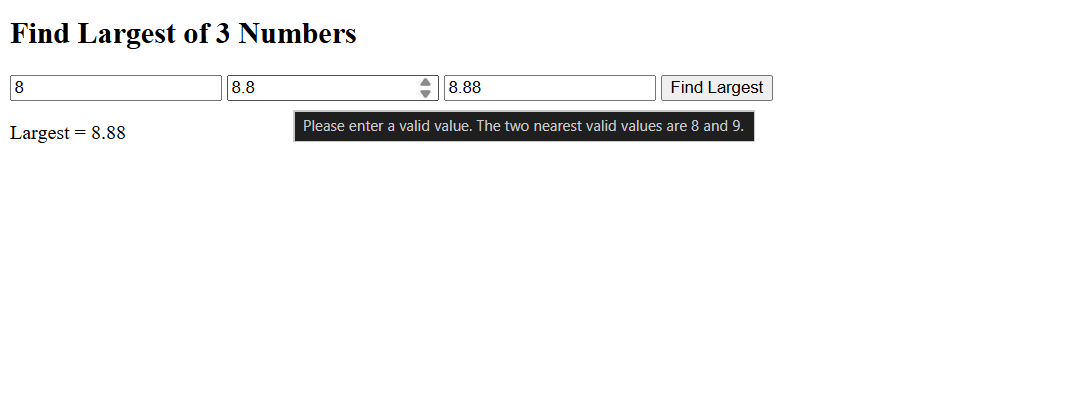 Find Largest of 3 Numbers
8 8.8 8.88 Find Largest
Largest = 8.88
Please enter a valid value. The two nearest valid values are 8 and 9.